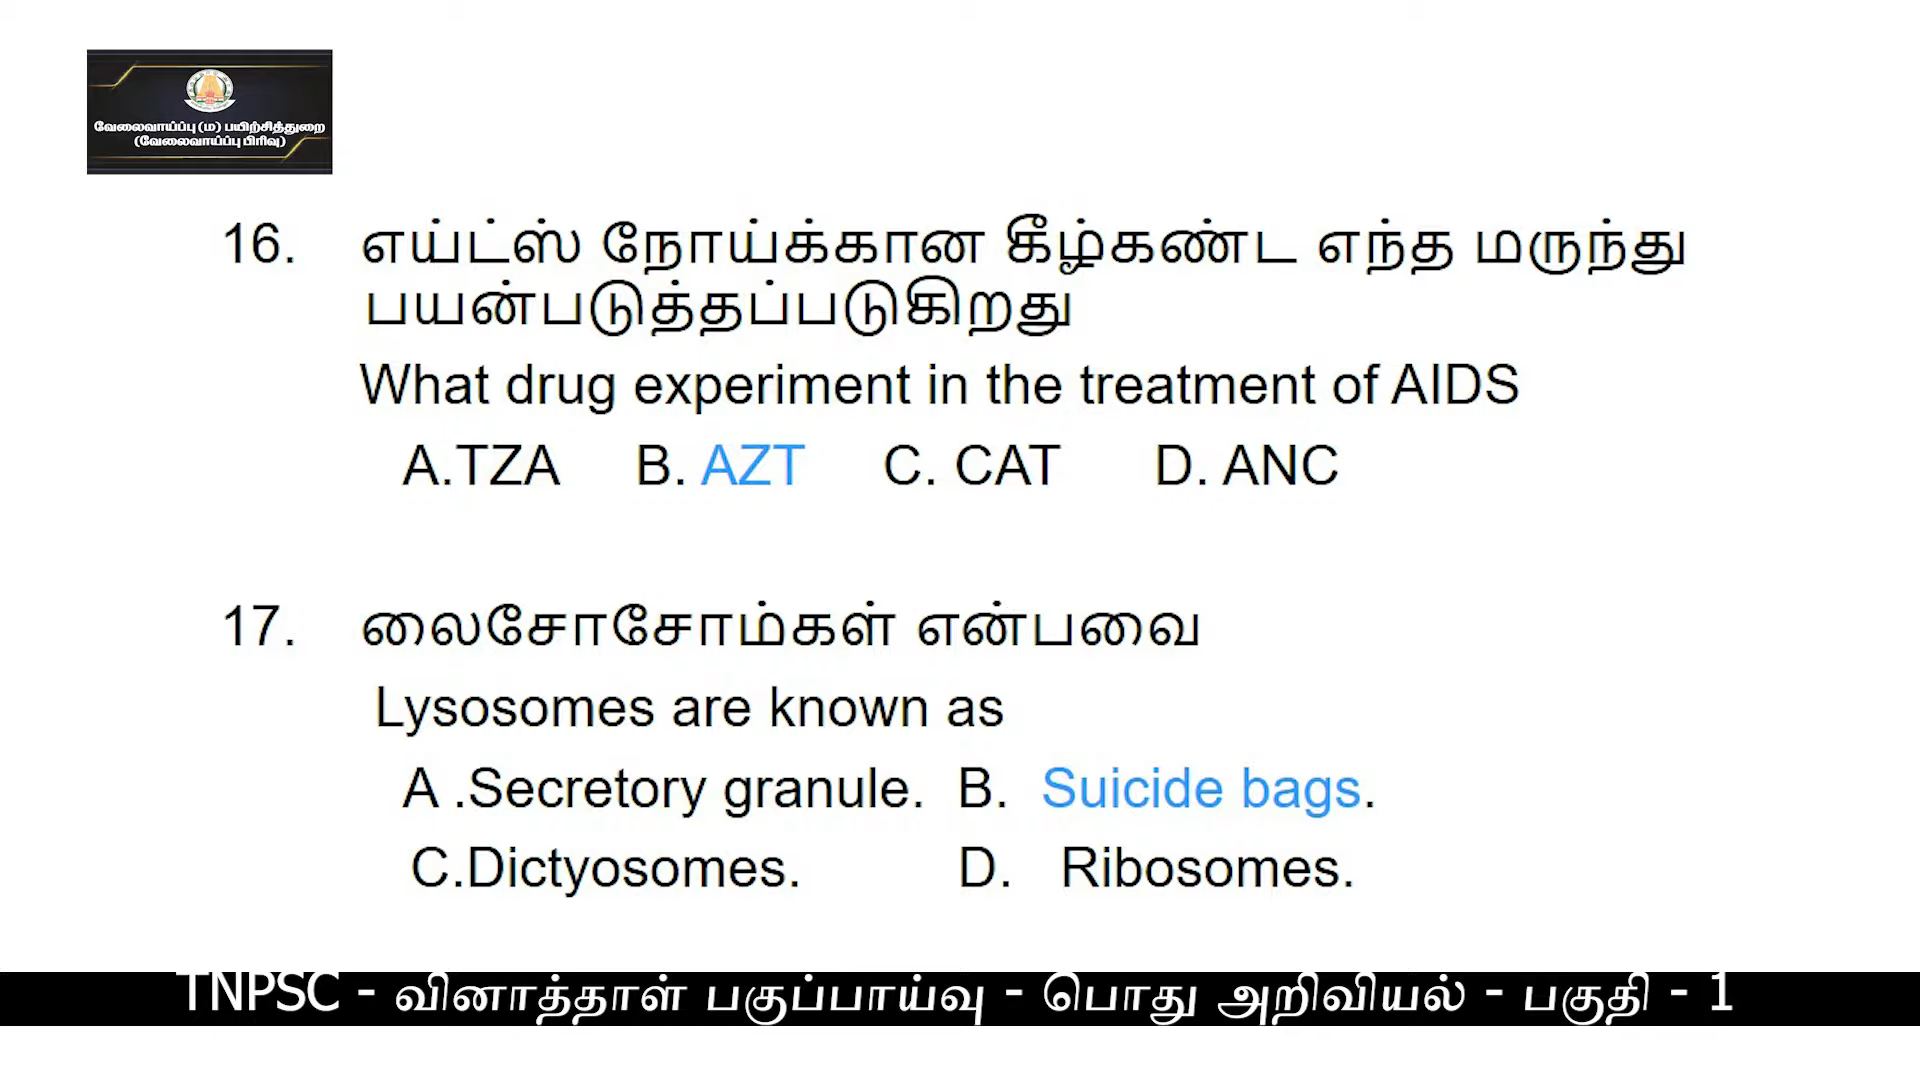 வேலைவாய்ப்பு (ம) பயிற்சித்துறை
(வேலைவாய்ப்பு பிரிவு)
16. எய்ட்ஸ் நோய்க்கான கீழ்கண்ட எந்த மருந்து
பயன்படுத்தப்படுகிறது
What drug experiment in the treatment of AIDS
A.TZA B. AZT C. CAT D. ANC
17. லைசோசோம்கள் என்பவை
Lysosomes are known as
A .Secretory granule. B. Suicide bags.
C.Dictyosomes. D. Ribosomes.
TNPSC - வினாத்தாள் பகுப்பாய்வு - பொது அறிவியல் - பகுதி - 1